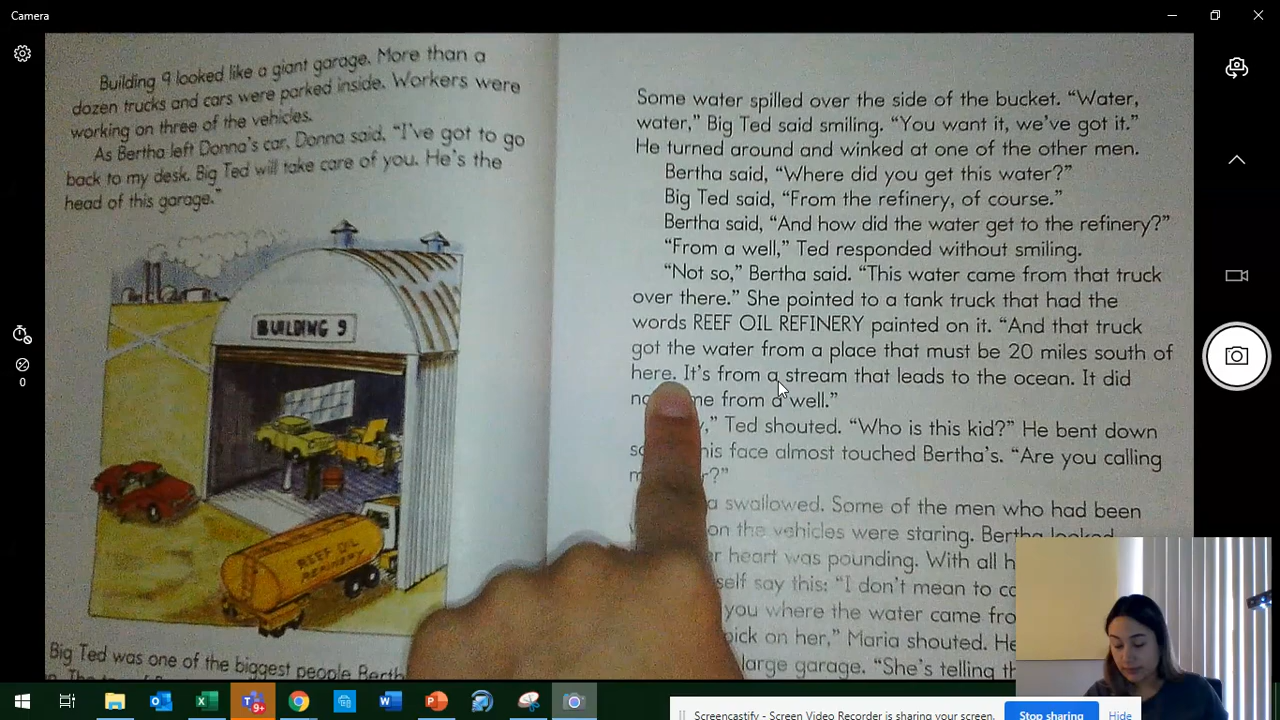 Camera
Building 9 looked like a giant garage. More than a
dozen trucks and cars were parked inside. Workers were
working on three of the vehicles.
As Bertha left Donna's car, Donna said, "I've got to go
back to my desk. Big Ted will take care of you. He's the
head of this garage."
BUILDING 9
REEF OIL
REFINERY
Big Ted was one of the biggest people Berth
Some water spilled over the side of the bucket. "Water,
water," Big Ted said smiling. "You want it, we've got it."
He turned around and winked at one of the other men.
Bertha said, "Where did you get this water?"
Big Ted said, "From the refinery, of course."
Bertha said, "And how did the water get to the refinery?"
"From a well," Ted responded without smiling.
"Not so," Bertha said. "This water came from that truck
over there." She pointed to a tank truck that had the
words REEF OIL REFINERY painted on it. "And that truck
got the water from a place that must be 20 miles south of
here. It's from a stream that leads to the ocean. It did
me from a well."
Ted shouted. "Who is this kid?" He bent down
his face almost touched Bertha's. "Are you calling
swallowed. Some of the men who had been
on the vehicles were staring. Bertha looked
heart was pounding. With all h
self say this: "I don't mean to
you where the water came fro
pick on her," Maria shouted. He
large garage. "She's telling th
0
9+
Screencastify - Screen Video Recorder is sharing your screen.
Stop sharing
Hide